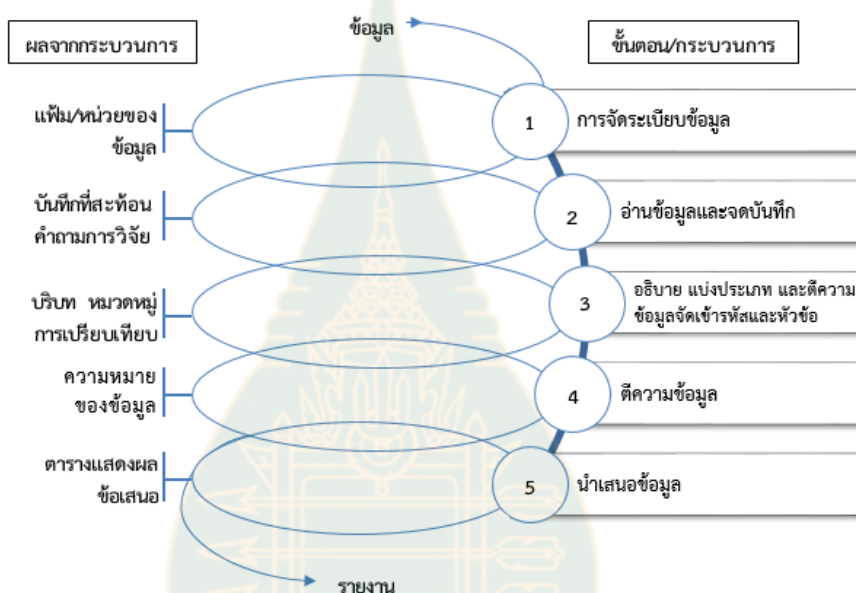 ข้อมูล
ผลจากกระบวนการ
ขั้นตอน/กระบวนการ
แฟ้ม/หน่วยของ
ข้อมูล
1
การจัดระเบียบข้อมูล
บันทึกที่สะท้อน
คำถามการวิจัย
2
อ่านข้อมูลและจดบันทึก
บริบท หมวดหมู่
การเปรียบเทียบ
3
อธิบาย แบ่งประเภท และตีความ
ข้อมูลจัดเข้ารหัสและหัวข้อ
ความหมาย
ของข้อมูล
4
ตีความข้อมูล
ตารางแสดงผล
ข้อเสนอ
5
นำเสนอข้อมูล
รายงาน